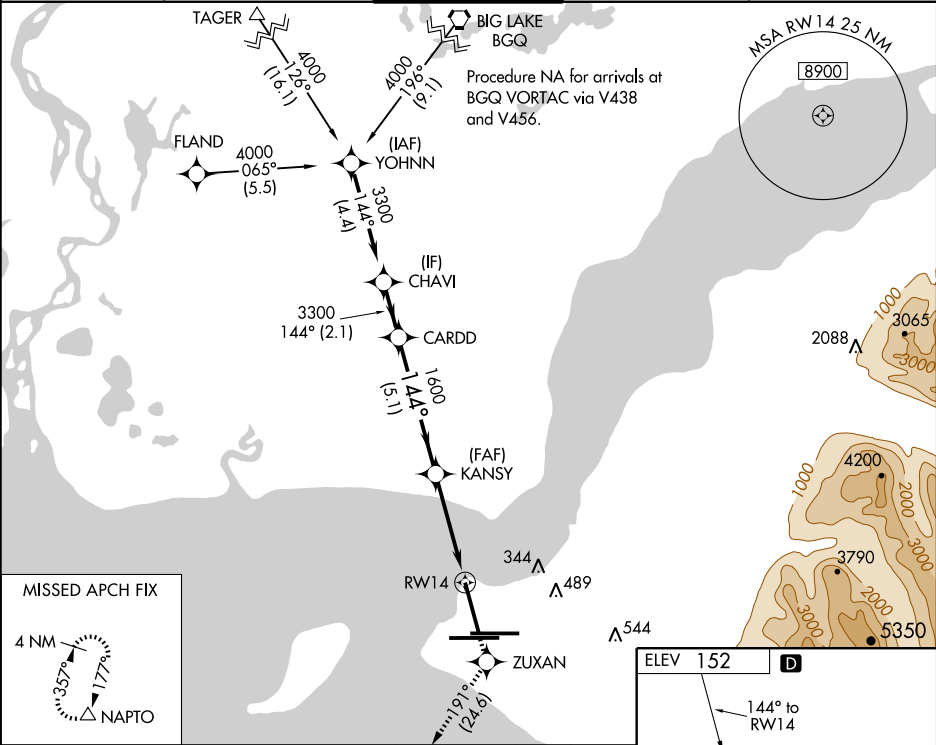 TAGER
BIG LAKE
BGQ
MSA RW14 25 NM
8900
4000
126°
(16.1)
4000
196°
(9.1)
Procedure NA for arrivals at
BGQ VORTAC via V438
and V456.
FLAND
4000
065°
(5.5)
(IAF)
YOHNN
3300
144°
(4.4)
(IF)
CHAVI
3300
144° (2.1)
CARDD
1600
144°
(5.1)
(FAF)
KANSY
1000
3065
2088
3000
4200
1000
2000
3000
3790
2000
3000
5350
344
489
544
RW14
ZUXAN
191°
(24.6)
MISSED APCH FIX
4 NM
357°
177°
NAPTO
ELEV 152
D
144° to
RW14